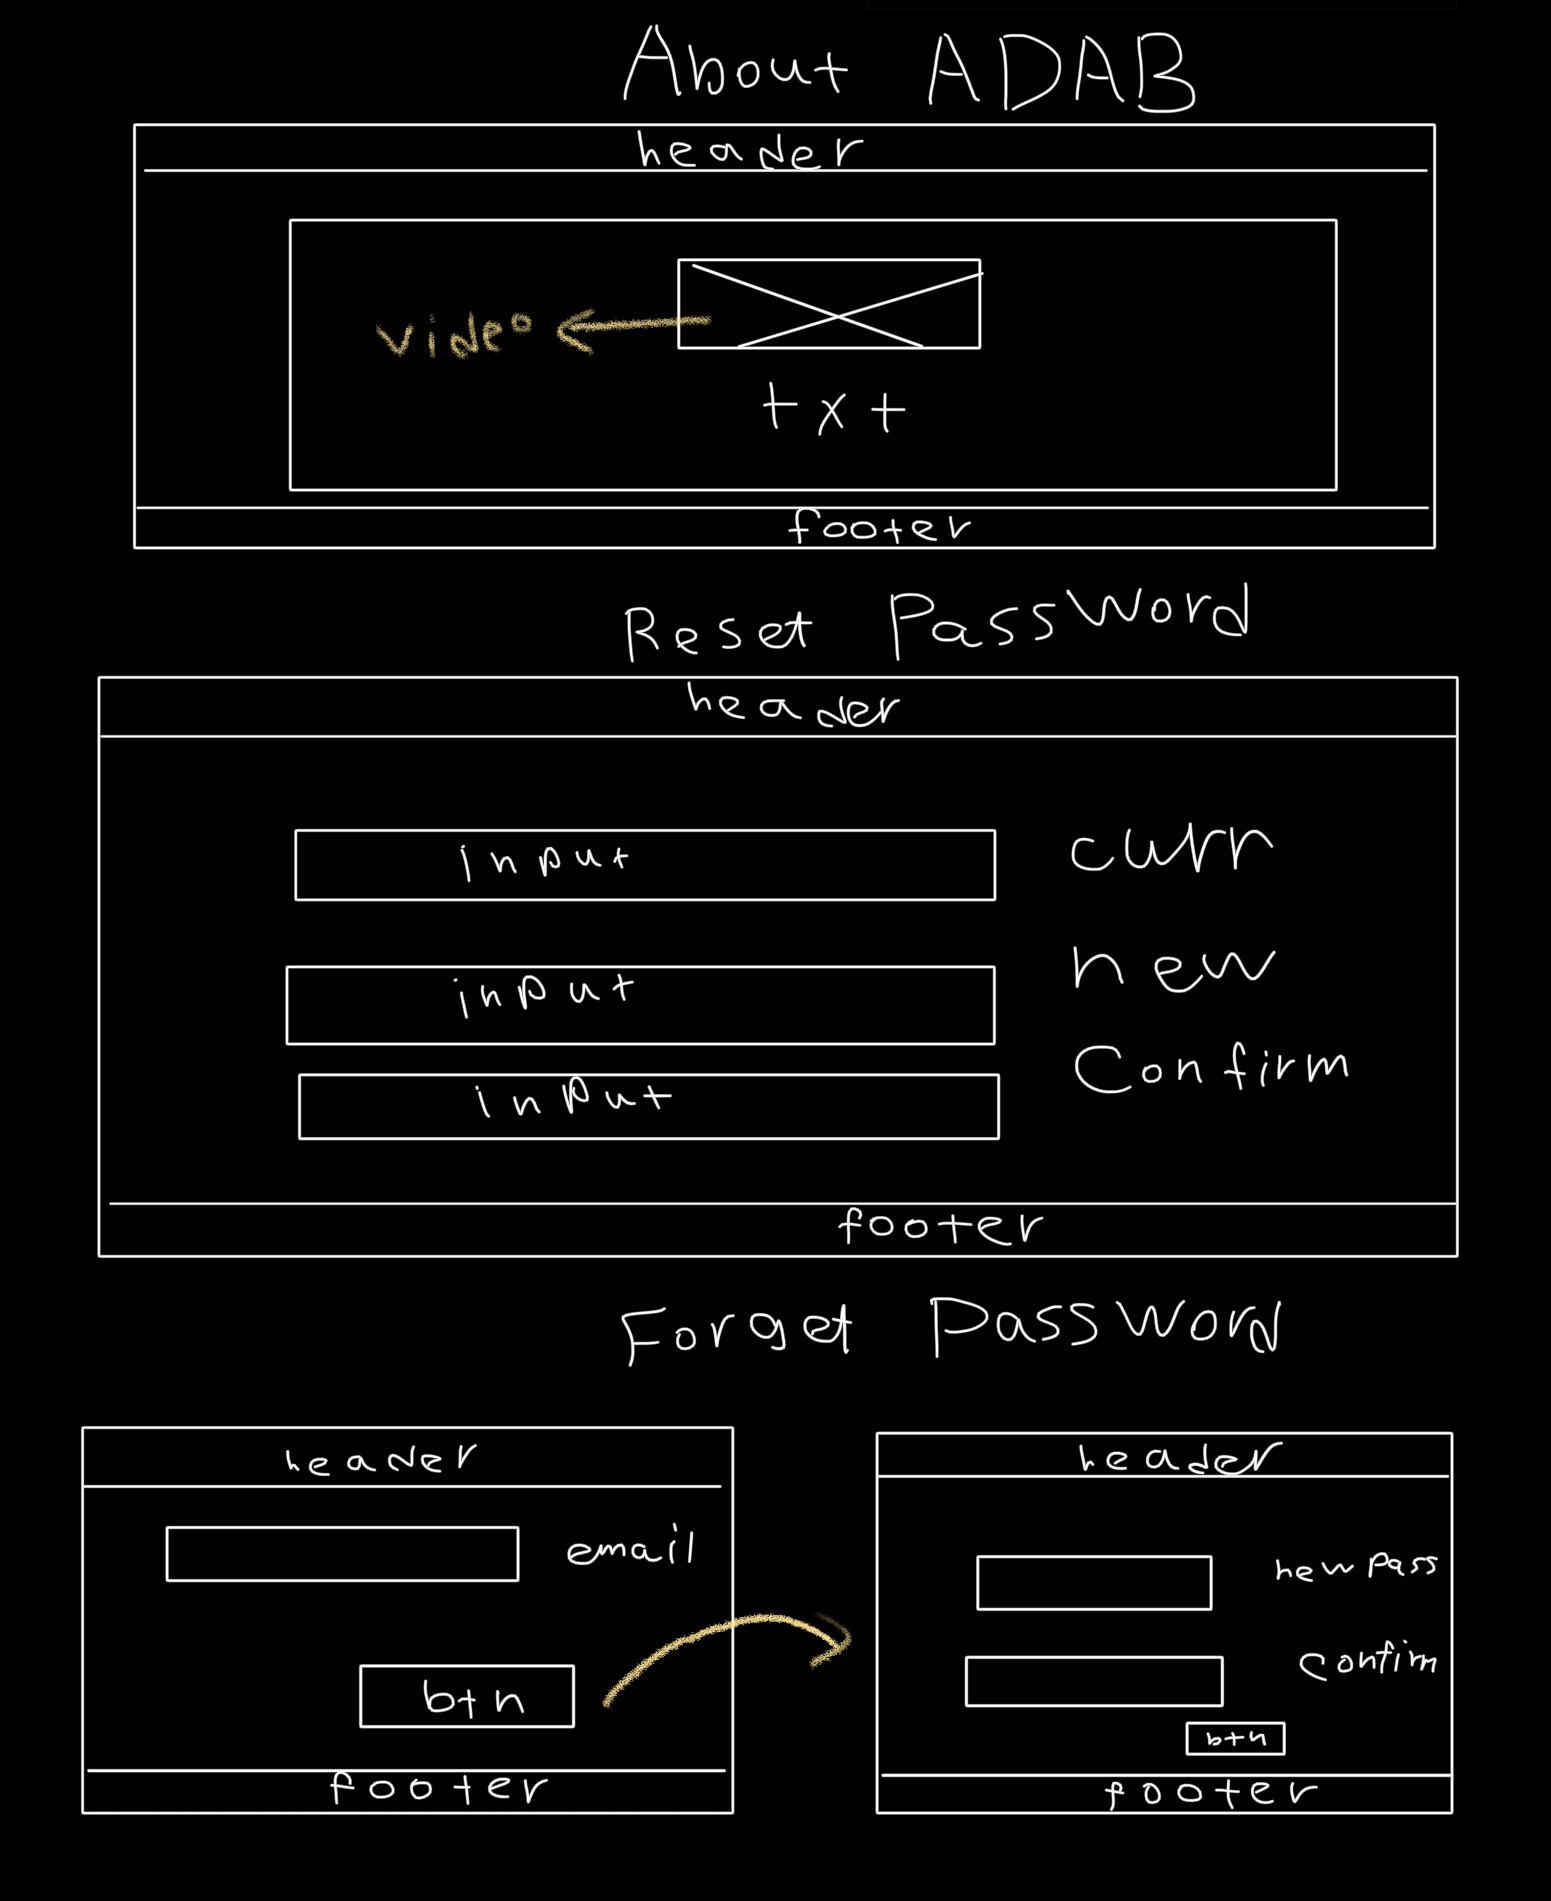 About ADAB
header
video
txt
footer
Reset PassWord
header
input curr
input new
input Confirm
footer
Forget PassWord
header
email
btn
footer
header
new Pass
Confirm
btn
footer